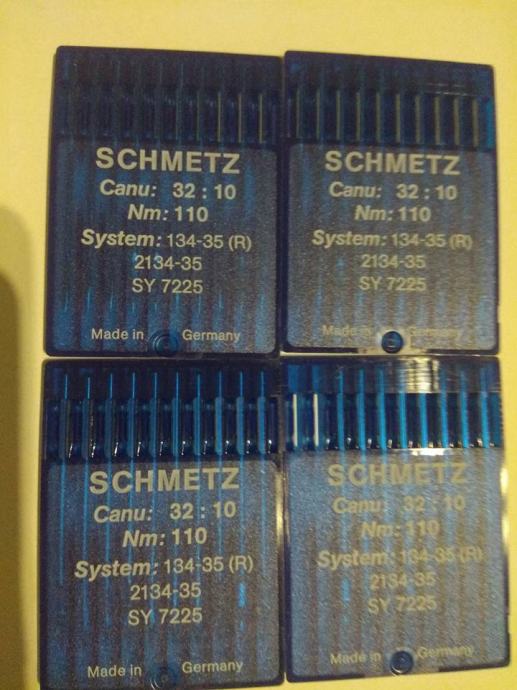 SCHMETZ
Canu: 32 : 10
Nm: 110
System: 134-35 (R)
2134-35
SY 7225
Made in Germany
SCHMETZ
Canu: 32 : 10
Nm: 110
System: 134-35 (R)
2134-35
SY 7225
Made in Germany
SCHMETZ
Canu: 32 : 10
Nm: 110
System: 134-35 (R)
2134-35
SY 7225
Made in Germany
SCHMETZ
Canu: 32 : 10
Nm: 110
System: 134-35 (R)
2134-35
SY 7225
Made in Germany